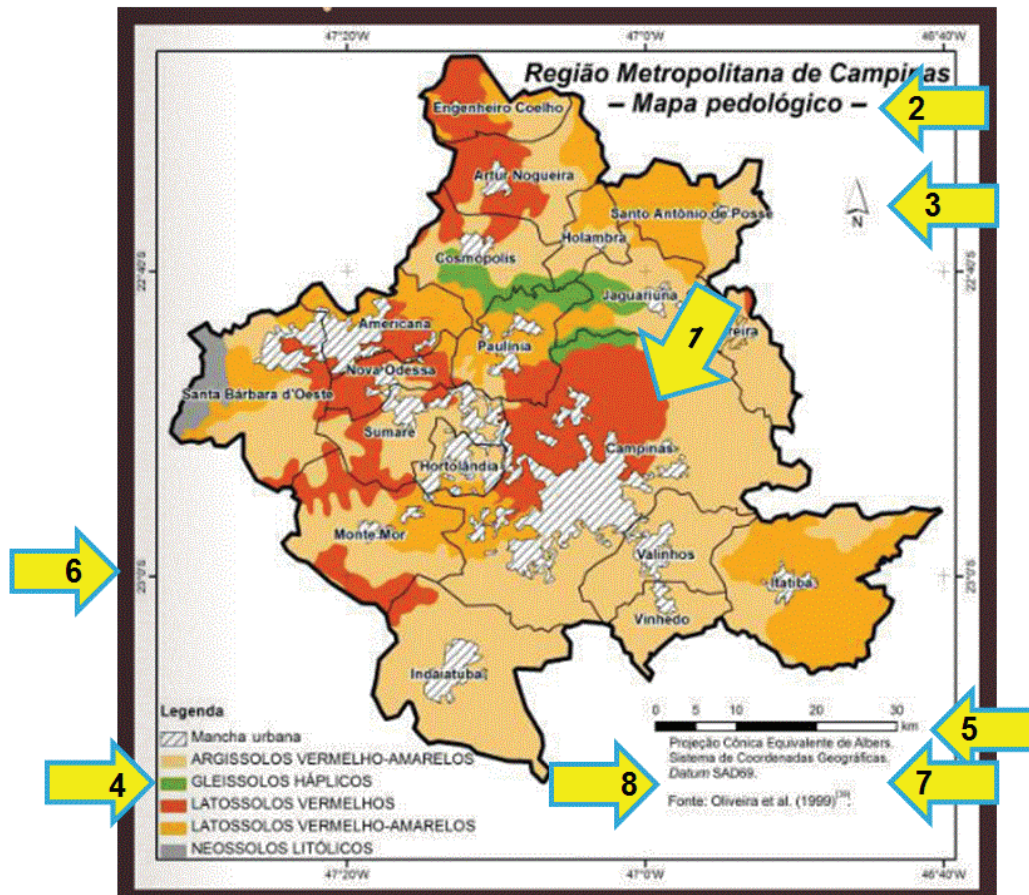 47°20'W 47°0'W 46°40'W
Região Metropolitana de Campinas
– Mapa pedológico –
2
Engenheiro Coelho
Artur Nogueira
3
Santo Antônio de Posse
N
Holambra
Cosmópolis
22°40'S 22°40'S
Jaguariúna
1
Americana
Paulínia
reira
Nova Odessa
Santa Bárbara d'Oeste
Sumaré
Campinas
Hortolândia
Monte Mor
Valinhos
6
23°0'S 23°0'S
Itatiba
Vinhedo
Indaiatuba
Legenda
Mancha urbana
ARGISSOLOS VERMELHO-AMARELOS
GLEISSOLOS HÁPLICOS
LATOSSOLOS VERMELHOS
LATOSSOLOS VERMELHO-AMARELOS
NEOSSOLOS LITÓLICOS
4
0 5 10 20 30
km
5
Projeção Cônica Equivalente de Albers.
Sistema de Coordenadas Geográficas.
Datum SAD69.
8
7
Fonte: Oliveira et al. (1999)[39].
47°20'W 47°0'W 46°40'W